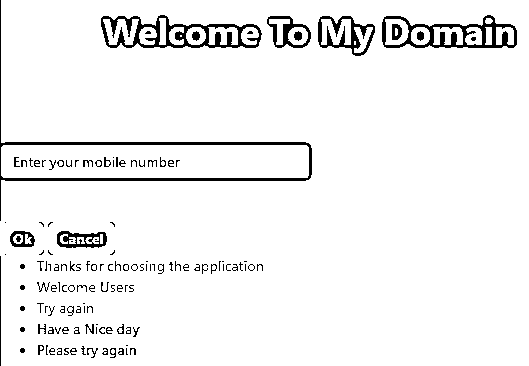 Welcome To My Domain
Enter your mobile number
Ok Cancel
• Thanks for choosing the application
• Welcome Users
• Try again
• Have a Nice day
• Please try again